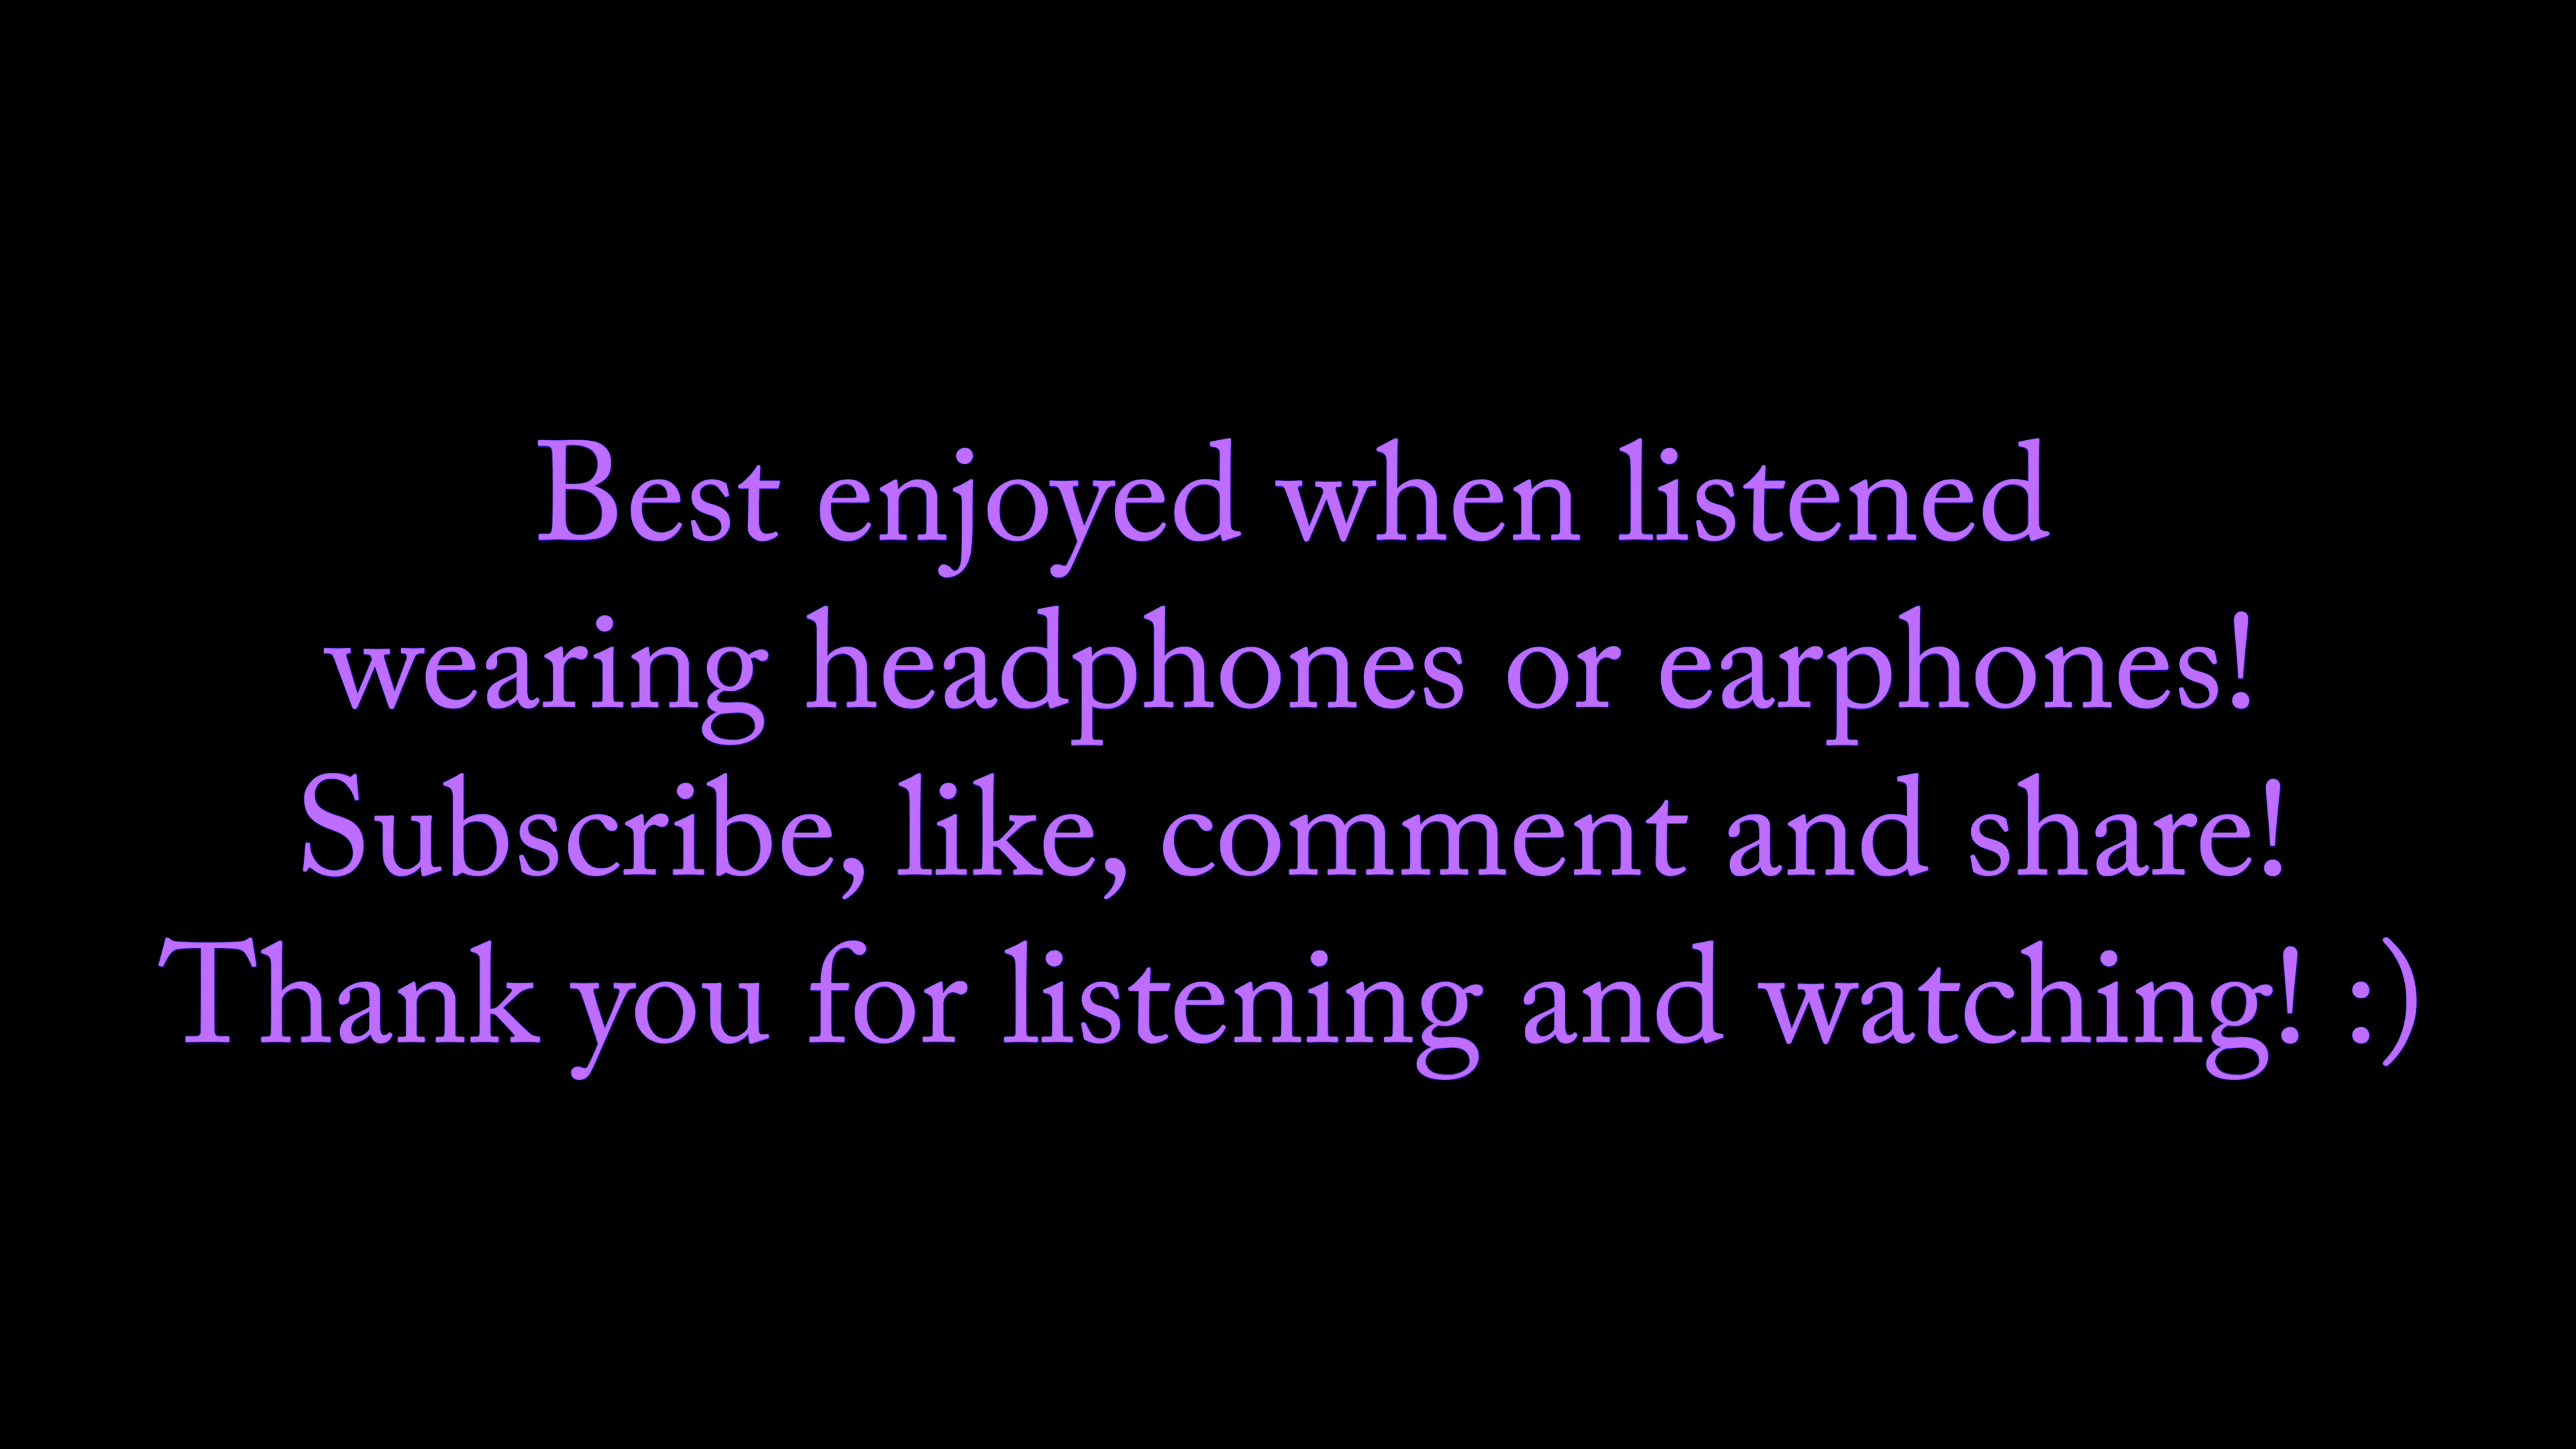 Best enjoyed when listened
wearing headphones or earphones!
Subscribe, like, comment and share!
Thank you for listening and watching! :)